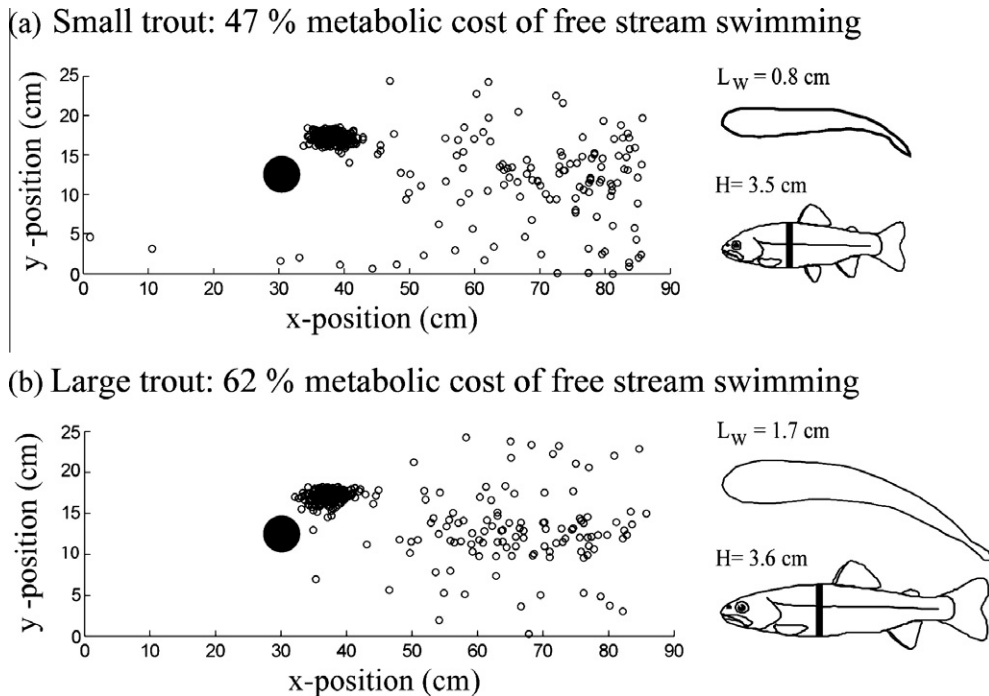 (a) Small trout: 47 % metabolic cost of free stream swimming
25
20
15
10
5
0
y -position (cm)
0 10 20 30 40 50 60 70 80 90
x-position (cm)
L_W = 0.8 cm
H= 3.5 cm
(b) Large trout: 62 % metabolic cost of free stream swimming
25
20
15
10
5
0
y -position (cm)
0 10 20 30 40 50 60 70 80 90
x-position (cm)
L_W = 1.7 cm
H= 3.6 cm